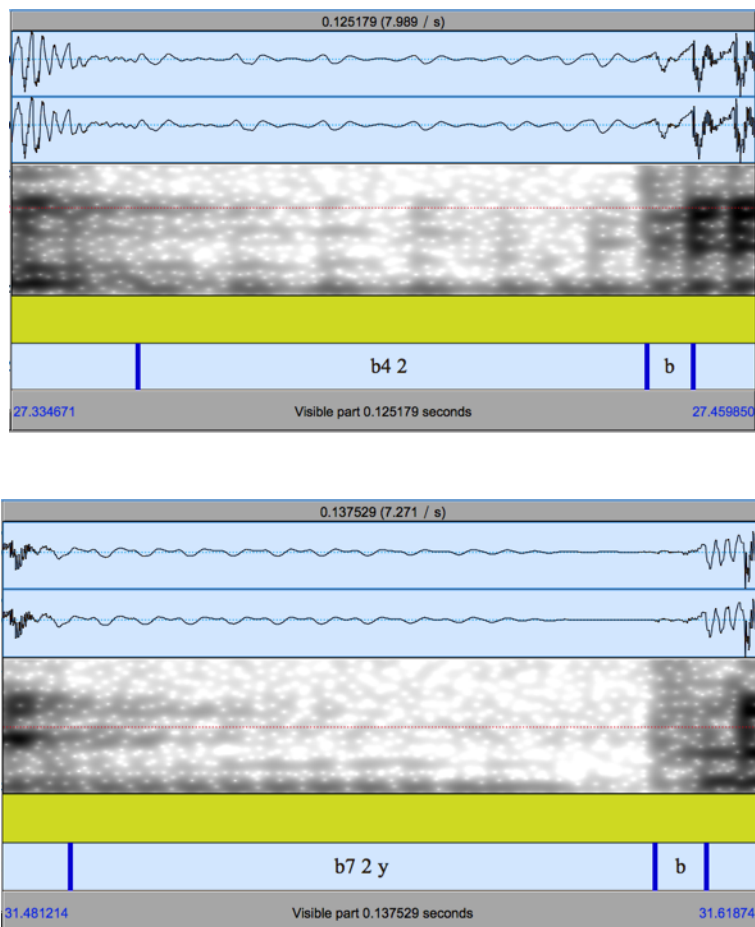 0.125179 (7.989 / s)
b4 2 b
27.334671 Visible part 0.125179 seconds 27.459850
0.137529 (7.271 / s)
b7 2 y b
31.481214 Visible part 0.137529 seconds 31.61874